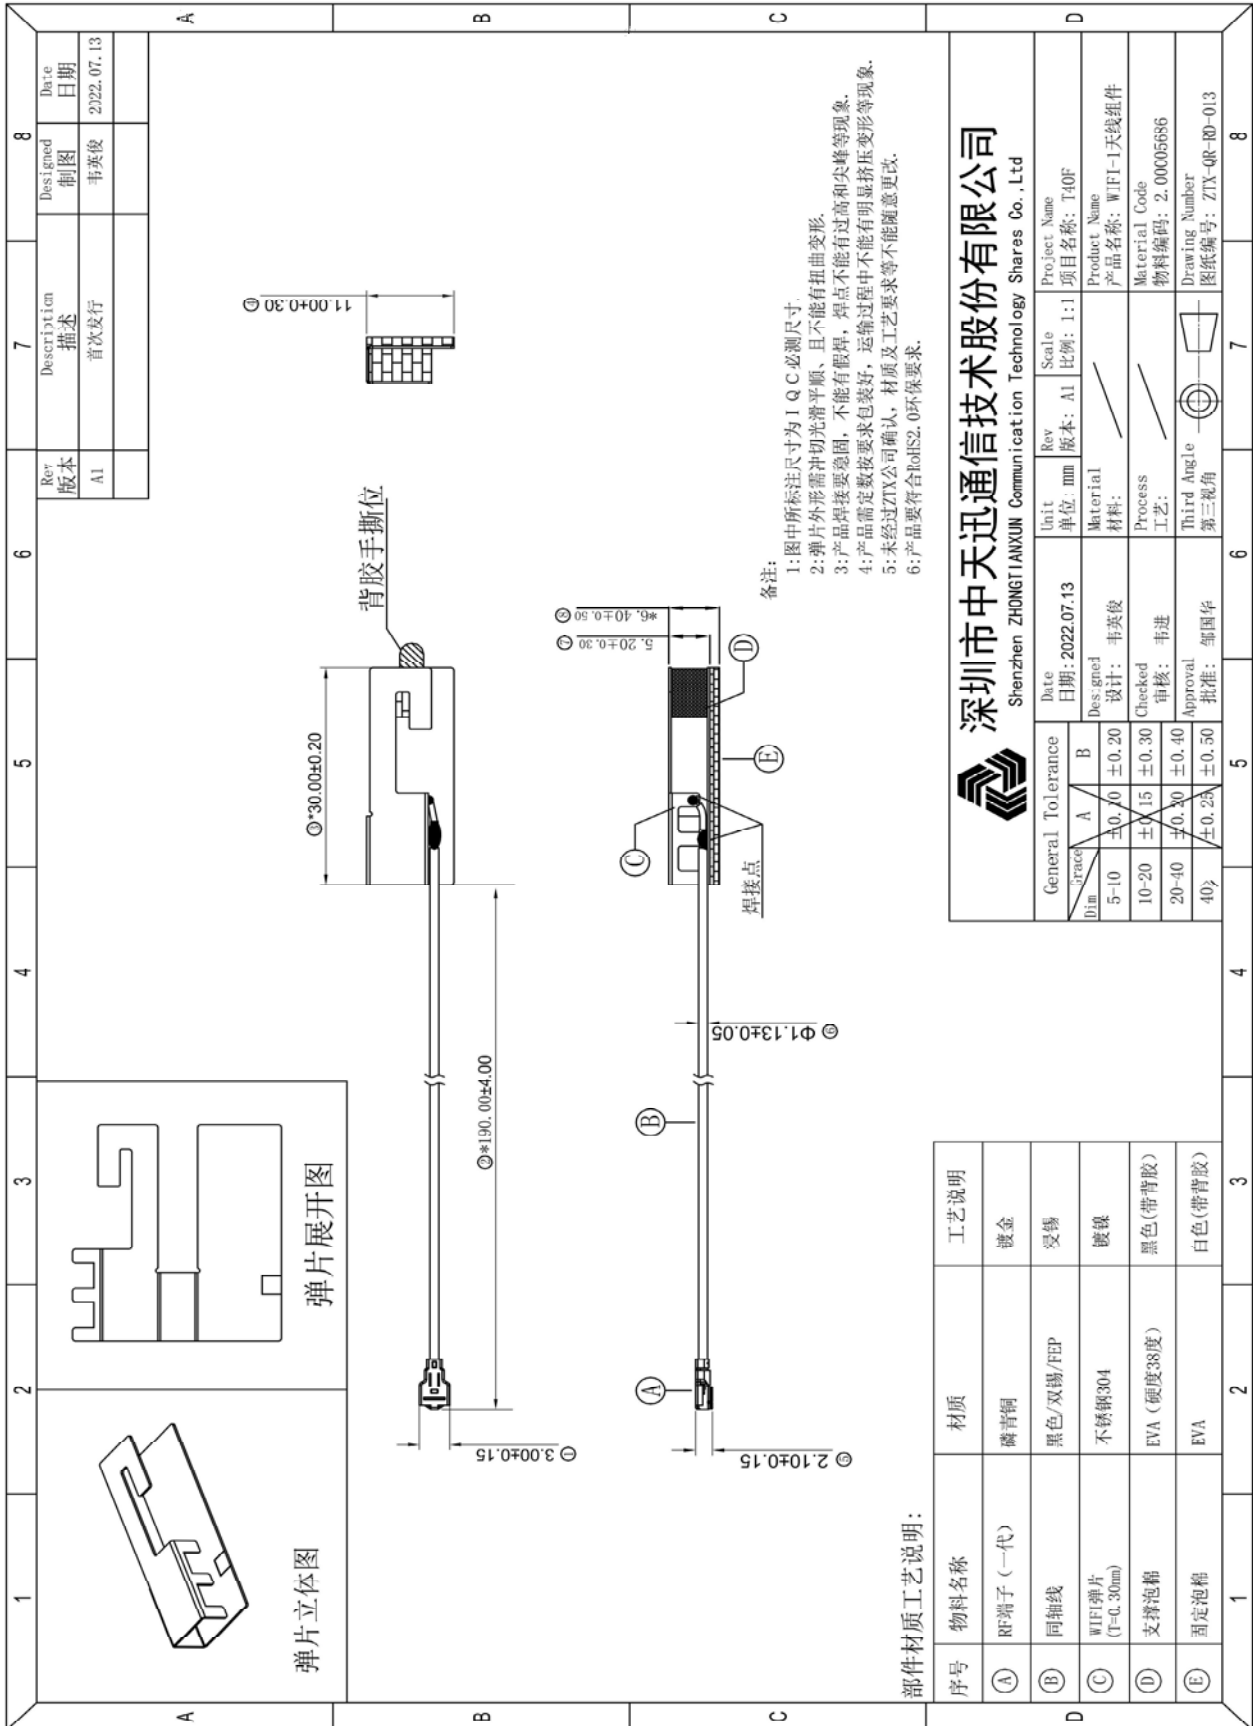 1 2 3 4 5 6 7 8
A
B
C
D
A
B
C
D
Rev Description Designed Date
版本 描述 制图 日期
A1 首次发行 韦英俊 2022.07.13
弹片立体图
弹片展开图
③*30.00±0.20
背胶手撕位
④ 11.00±0.30
②*190.00±4.00
① 3.00±0.15
⑤ 2.10±0.15
⑥ Φ1.13±0.05
⑦ 5.20±0.30
⑧ *6.40±0.50
A
B
C
D
E
焊接点
备注:
1:图中所标注尺寸为IQC必测尺寸.
2:弹片外形需冲切光滑平顺、且不能有扭曲变形.
3:产品焊接要稳固, 不能有假焊, 焊点不能有过高和尖峰等现象.
4:产品需定数按要求包装好, 运输过程中不能有明显挤压变形等现象.
5:未经过ZTX公司确认, 材质及工艺要求等不能随意更改.
6:产品要符合RoHS2.0环保要求.
部件材质工艺说明:
序号 物料名称 材质 工艺说明
A RF端子（一代） 磷青铜 镀金
B 同轴线 黑色/双锡/FEP 浸锡
C WIFI弹片 (T=0.30mm) 不锈钢304 镀镍
D 支撑泡棉 EVA（硬度38度） 黑色(带背胶)
E 固定泡棉 EVA 白色(带背胶)
深圳市中天迅通信技术股份有限公司
Shenzhen ZHONGTIANXUN Communication Technology Shares Co.,Ltd
General Tolerance
Dim Grace A B
5-10 ±0.10 ±0.20
10-20 ±0.15 ±0.30
20-40 ±0.20 ±0.40
40≥ ±0.25 ±0.50
Date
日期: 2022.07.13
Designed
设计: 韦英俊
Checked
审核: 韦进
Approval
批准: 邹国华
Unit
单位: mm
Rev
版本: A1
Scale
比例: 1:1
Material
材料:
Process
工艺:
Third Angle
第三视角
Project Name
项目名称: T40F
Product Name
产品名称: WIFI-1天线组件
Material Code
物料编码: 2.00005686
Drawing Number
图纸编号: ZTX-QR-RD-013
1 2 3 4 5 6 7 8